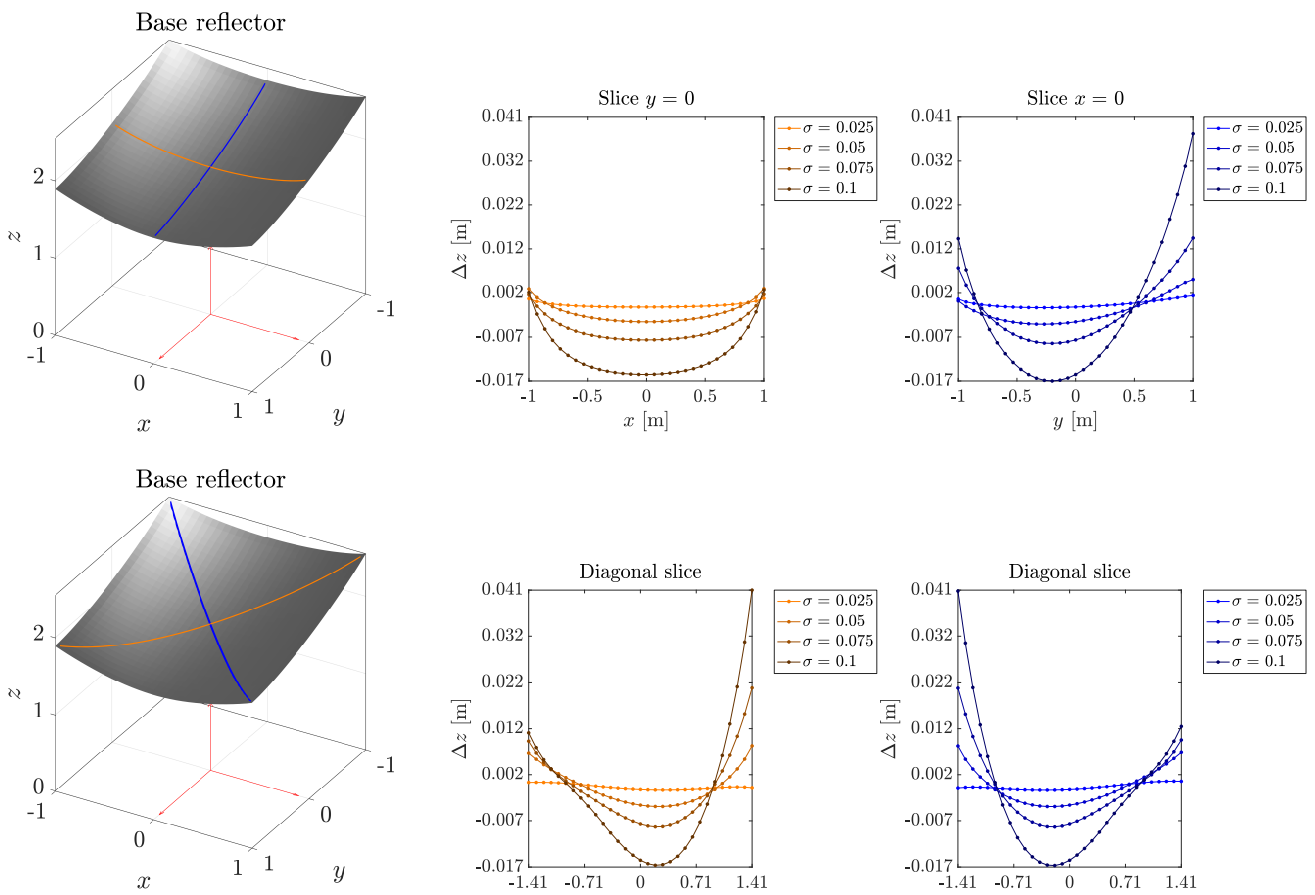 Base reflector
z
2
1
0
-1
0
1
x
1
0
-1
y
Slice y = 0
0.041
0.032
0.022
0.012
0.002
-0.007
-0.017
Δz [m]
-1 -0.5 0 0.5 1
x [m]
σ = 0.025
σ = 0.05
σ = 0.075
σ = 0.1
Slice x = 0
0.041
0.032
0.022
0.012
0.002
-0.007
-0.017
Δz [m]
-1 -0.5 0 0.5 1
y [m]
σ = 0.025
σ = 0.05
σ = 0.075
σ = 0.1
Base reflector
z
2
1
0
-1
0
1
x
1
0
-1
y
Diagonal slice
0.041
0.032
0.022
0.012
0.002
-0.007
-0.017
Δz [m]
-1.41 -0.71 0 0.71 1.41
σ = 0.025
σ = 0.05
σ = 0.075
σ = 0.1
Diagonal slice
0.041
0.032
0.022
0.012
0.002
-0.007
-0.017
Δz [m]
-1.41 -0.71 0 0.71 1.41
σ = 0.025
σ = 0.05
σ = 0.075
σ = 0.1